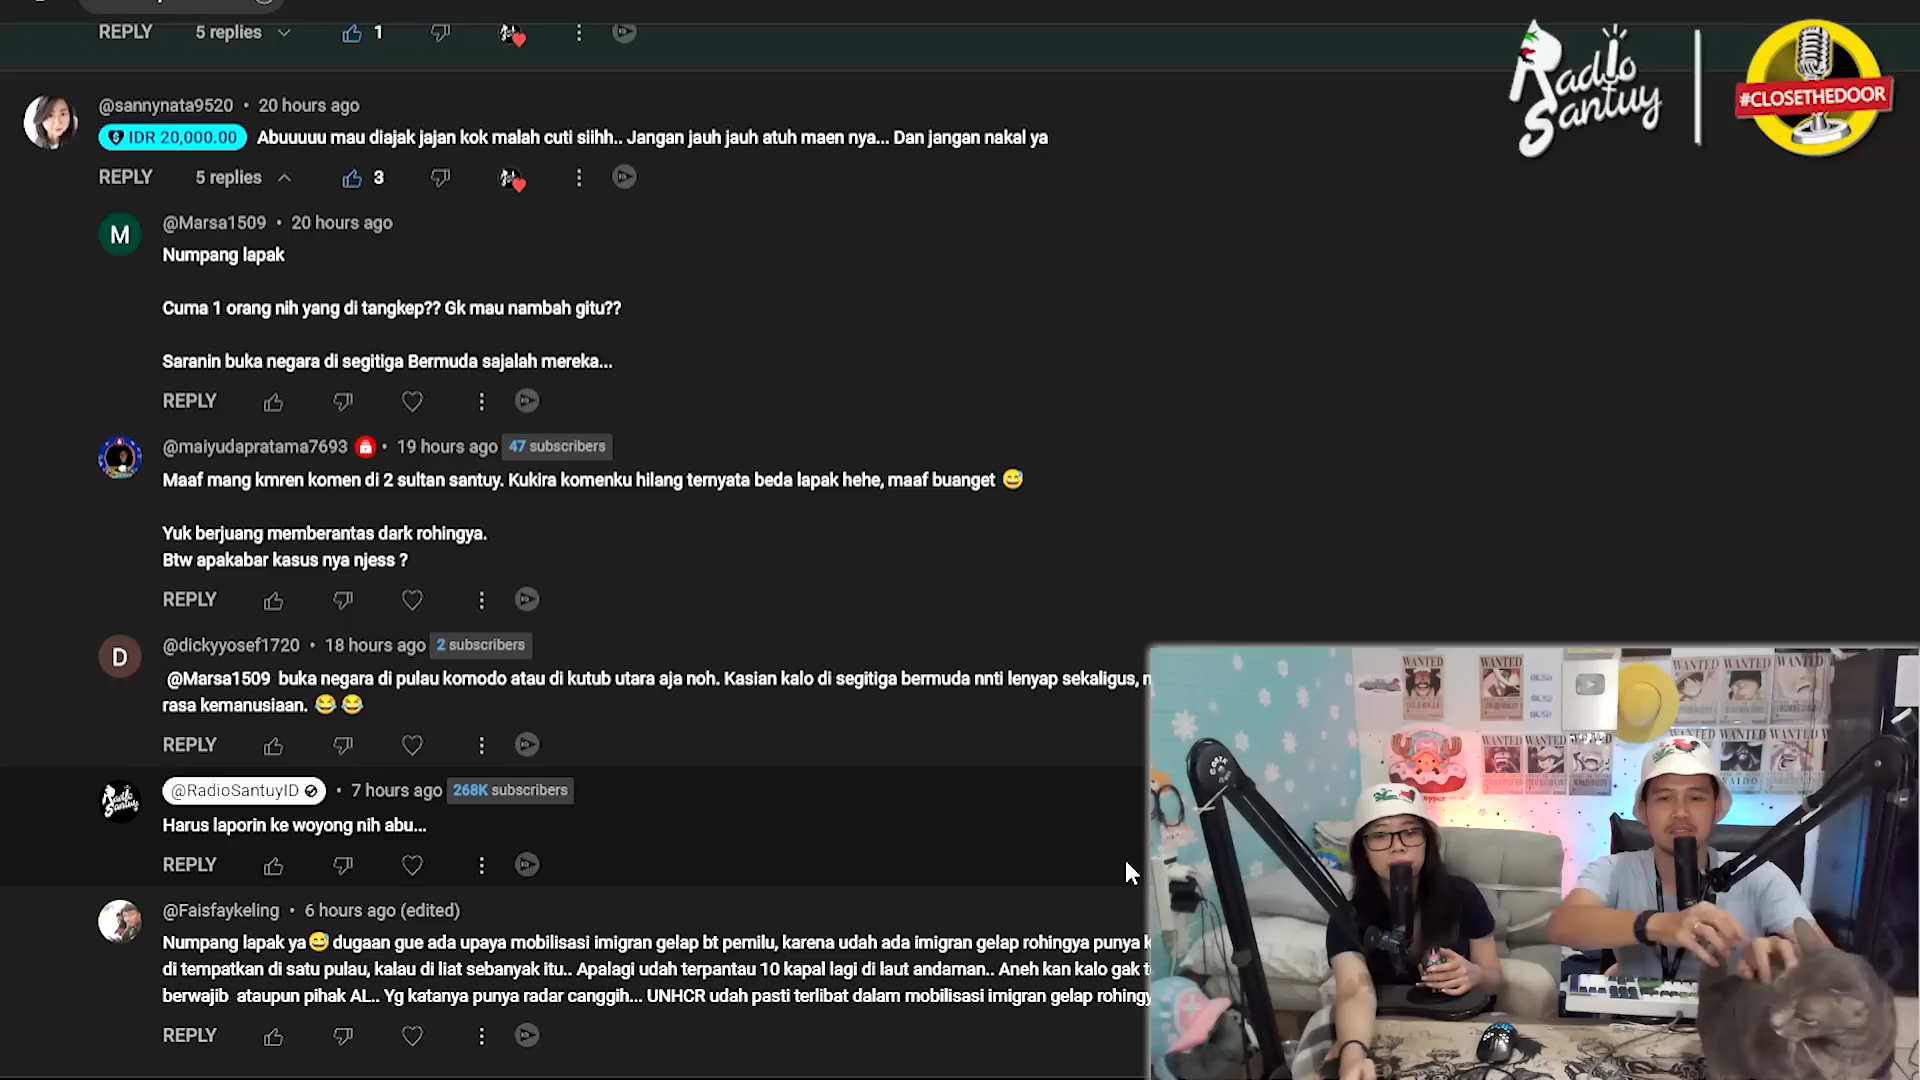 REPLY 5 replies 1
@sannynata9520 • 20 hours ago
IDR 20,000.00 Abuuuuu mau diajak jajan kok malah cuti siihh.. Jangan jauh jauh atuh maen nya... Dan jangan nakal ya
REPLY 5 replies 3
M @Marsa1509 • 20 hours ago
Numpang lapak
Cuma 1 orang nih yang di tangkep?? Gk mau nambah gitu??
Saranin buka negara di segitiga Bermuda sajalah mereka...
REPLY
@maiyudapratama7693 • 19 hours ago 47 subscribers
Maaf mang kmren komen di 2 sultan santuy. Kukira komenku hilang ternyata beda lapak hehe, maaf buanget 😅
Yuk berjuang memberantas dark rohingya.
Btw apakabar kasus nya njess ?
REPLY
D @dickyyosef1720 • 18 hours ago 2 subscribers
@Marsa1509 buka negara di pulau komodo atau di kutub utara aja noh. Kasian kalo di segitiga bermuda nnti lenyap sekaligus,
rasa kemanusiaan. 😂 😂
REPLY
@RadioSantuyID • 7 hours ago 268K subscribers
Harus laporin ke woyong nih abu...
REPLY
@Faisfaykeling • 6 hours ago (edited)
Numpang lapak ya😅 dugaan gue ada upaya mobilisasi imigran gelap bt pemilu, karena udah ada imigran gelap rohingya punya
di tempatkan di satu pulau, kalau di liat sebanyak itu.. Apalagi udah terpantau 10 kapal lagi di laut andaman.. Aneh kan kalo gak
berwajib ataupun pihak AL.. Yg katanya punya radar canggih... UNHCR udah pasti terlibat dalam mobilisasi imigran gelap
REPLY
Radio Santuy
#CLOSETHEDOOR
WANTED WANTED WANTED WANTED
WANTED WANTED WANTED